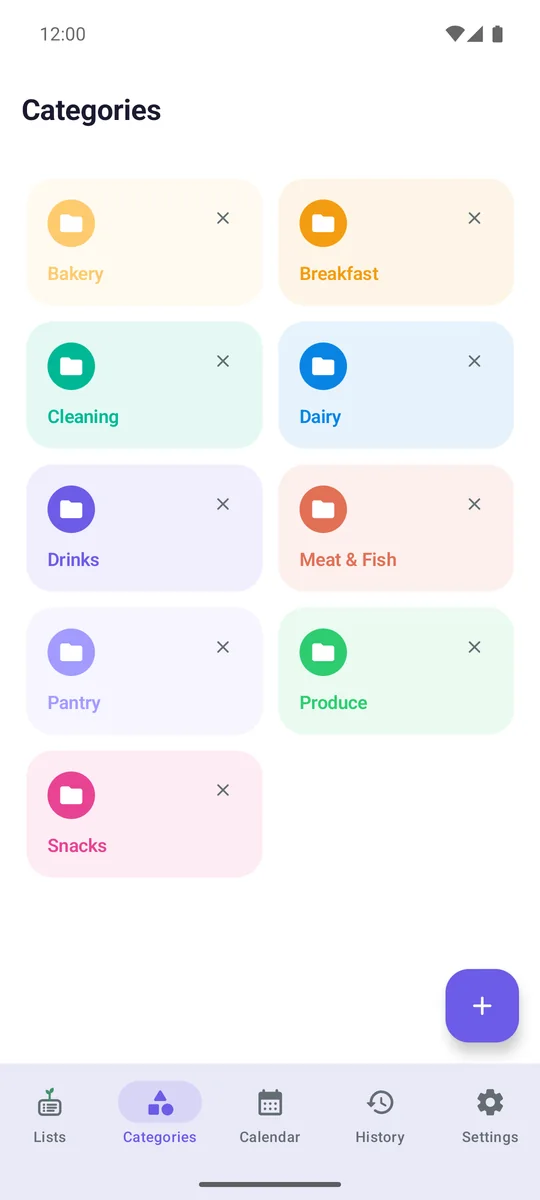 12:00
Categories
Bakery
Breakfast
Cleaning
Dairy
Drinks
Meat & Fish
Pantry
Produce
Snacks
Lists
Categories
Calendar
History
Settings